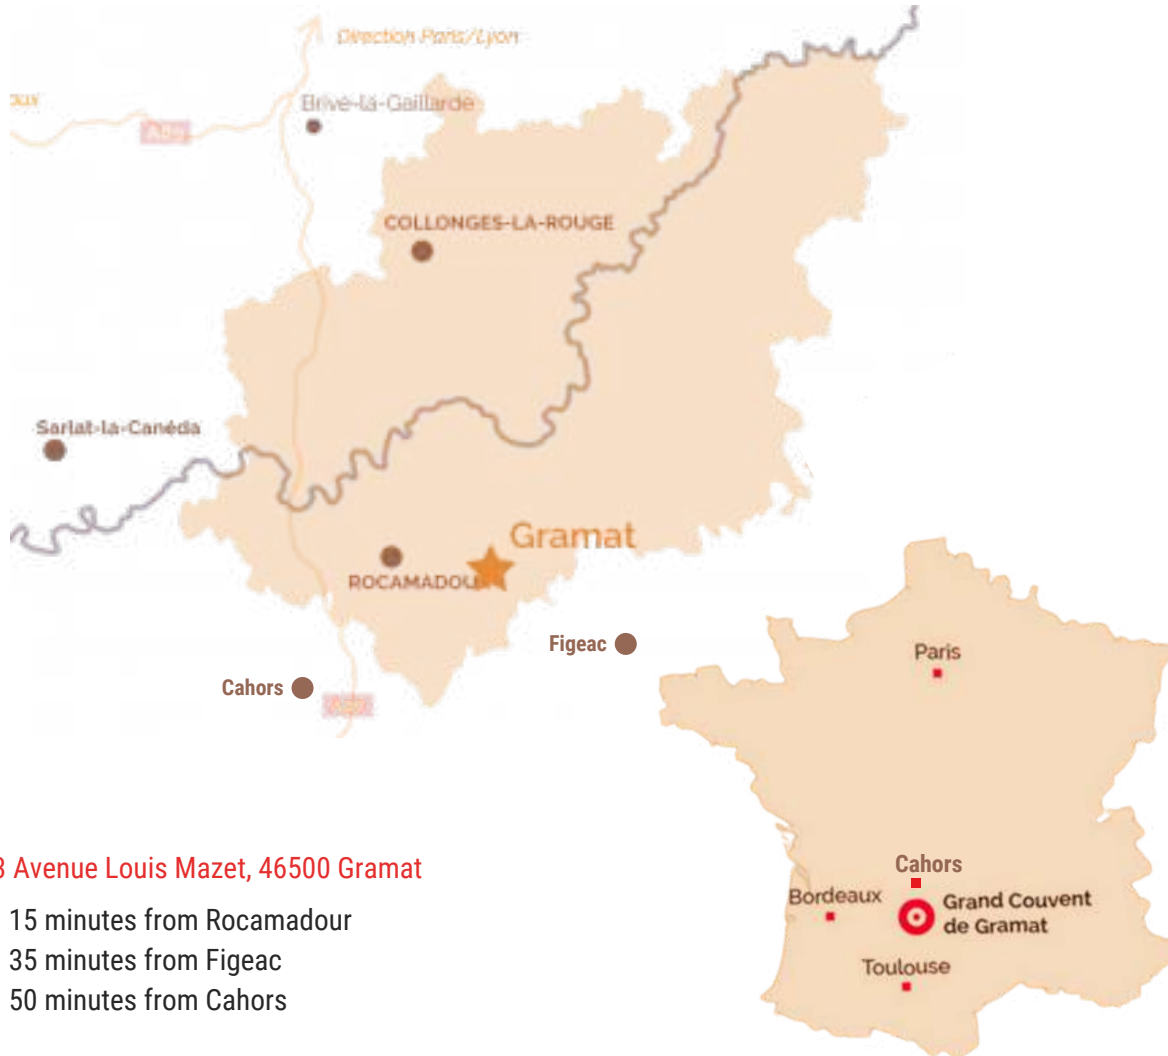 Direction Paris/Lyon
Brive-la-Gaillarde
A89
COLLONGES-LA-ROUGE
Sarlat-la-Canéda
Gramat
ROCAMADOU
Figeac
Cahors
Paris
Cahors
Bordeaux
Grand Couvent
de Gramat
Toulouse
Avenue Louis Mazet, 46500 Gramat
15 minutes from Rocamadour
35 minutes from Figeac
50 minutes from Cahors